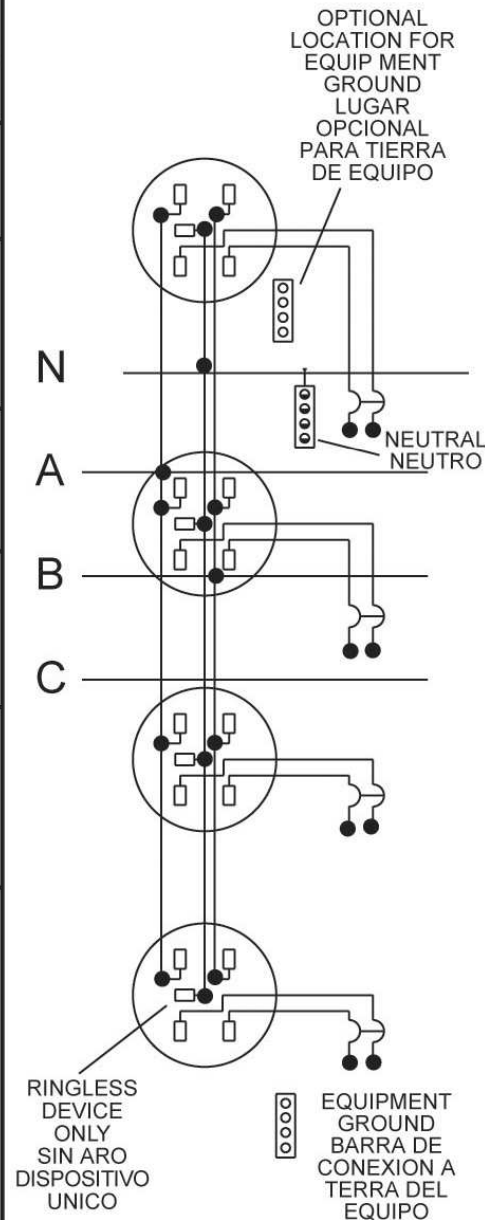 OPTIONAL
LOCATION FOR
EQUIP MENT
GROUND
LUGAR
OPCIONAL
PARA TIERRA
DE EQUIPO
N
NEUTRAL
NEUTRO
A
B
C
RINGLESS
DEVICE
ONLY
SIN ARO
DISPOSITIVO
UNICO
EQUIPMENT
GROUND
BARRA DE
CONEXION A
TERRA DEL
EQUIPO